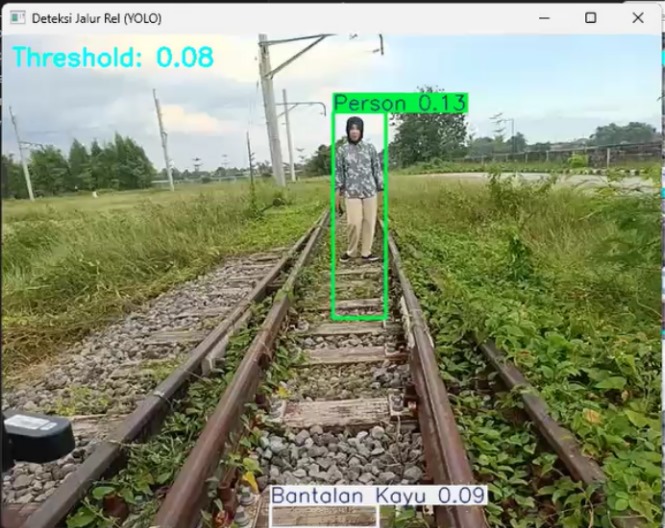 Deteksi Jalur Rel (YOLO)
Threshold: 0.08
Person 0.13
Bantalan Kayu 0.09